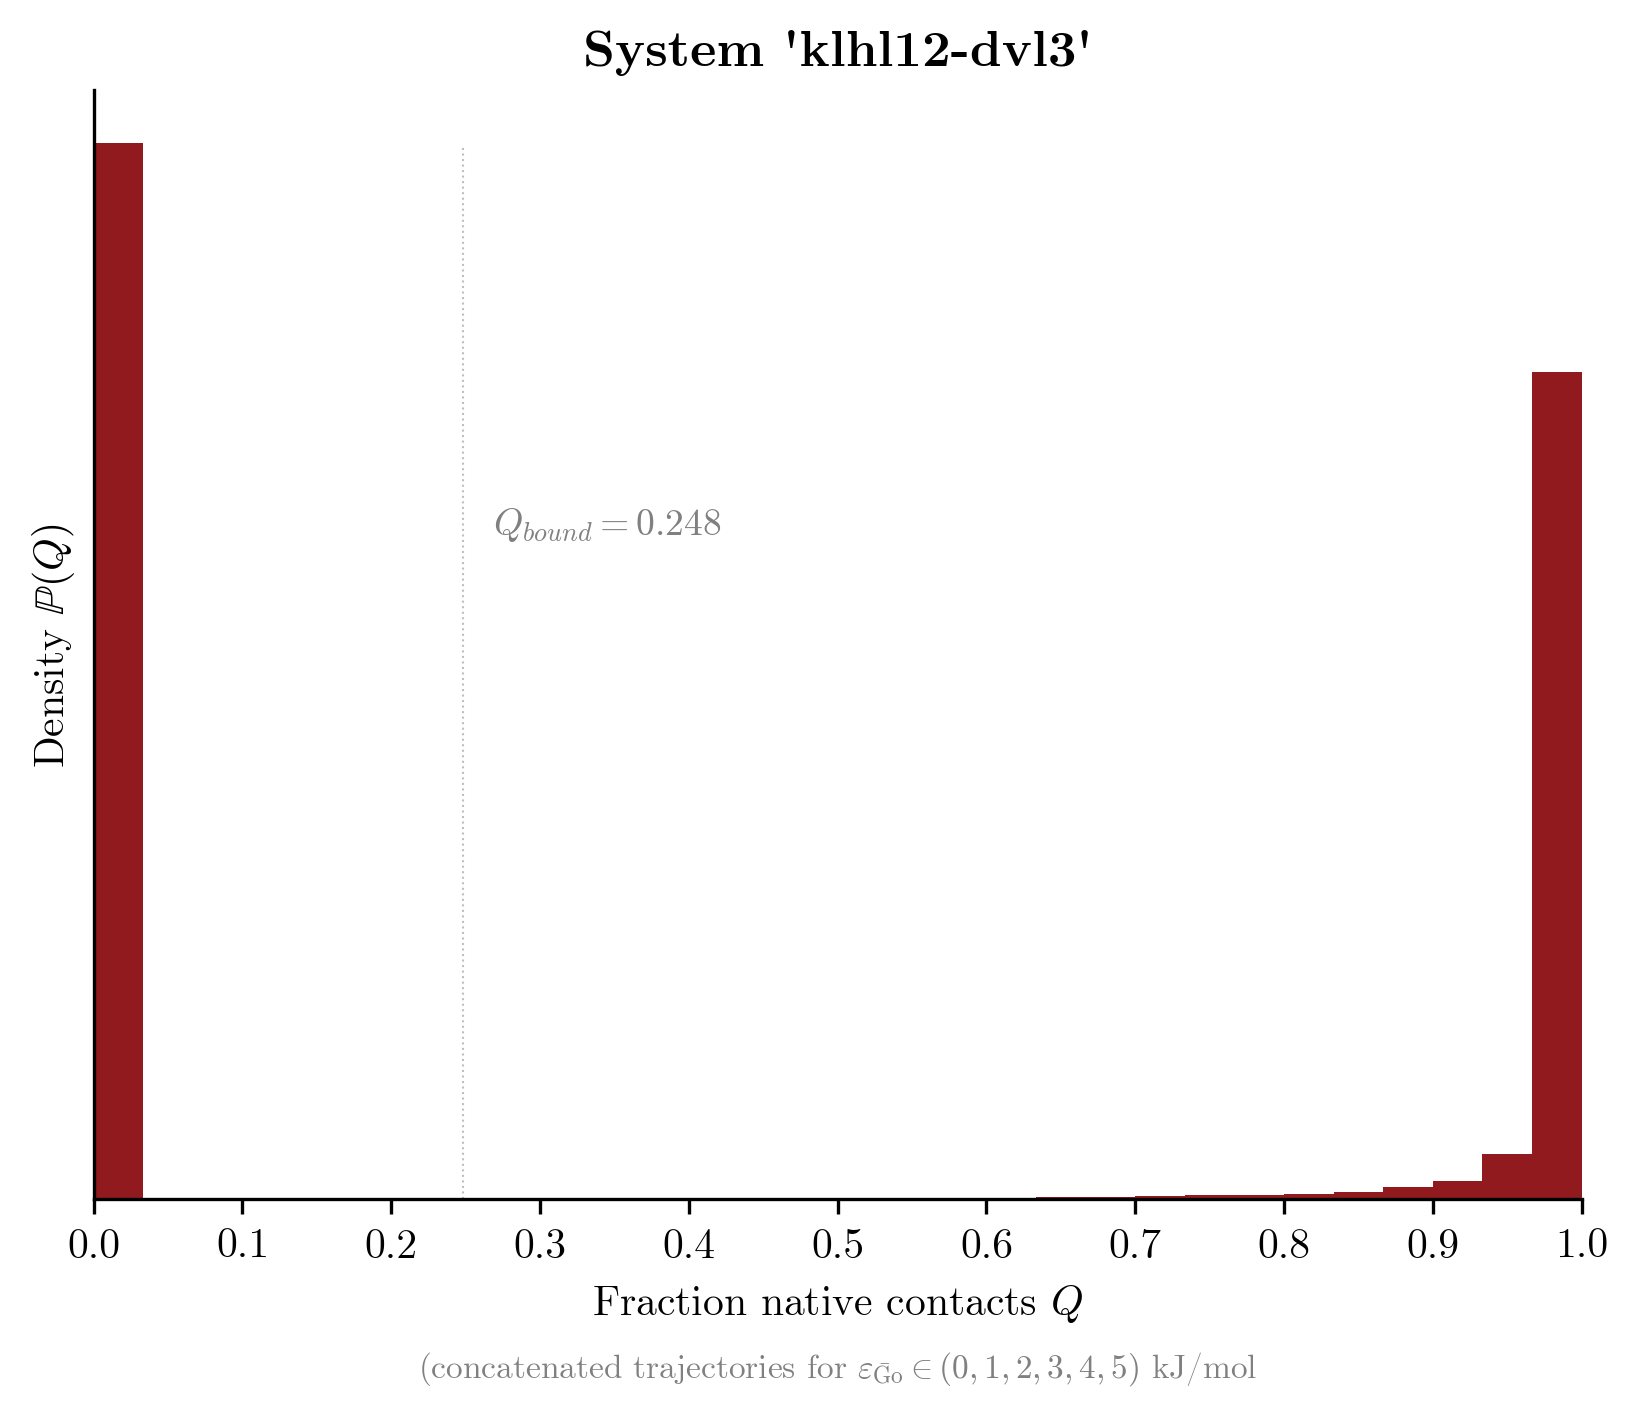 System 'klhl12-dvl3'
Density ℙ(Q)
Q_bound = 0.248
0.0 0.1 0.2 0.3 0.4 0.5 0.6 0.7 0.8 0.9 1.0
Fraction native contacts Q
(concatenated trajectories for ε_Ḡo ∈ (0, 1, 2, 3, 4, 5) kJ/mol